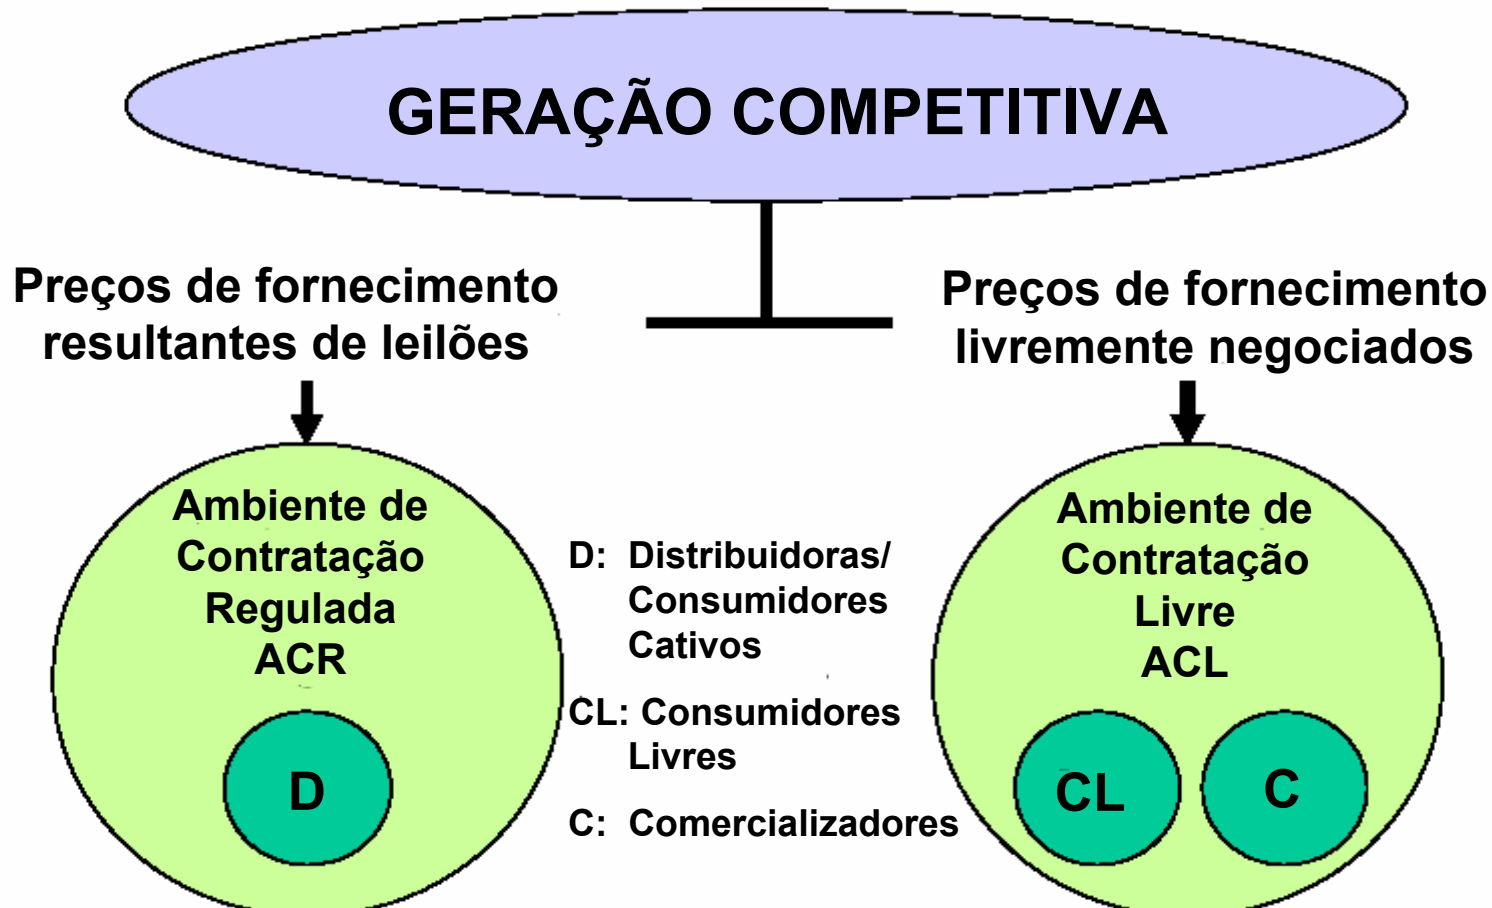 GERAÇÃO COMPETITIVA
Preços de fornecimento
resultantes de leilões
Preços de fornecimento
livremente negociados
Ambiente de
Contratação
Regulada
ACR
D
D: Distribuidoras/
Consumidores
Cativos
CL: Consumidores
Livres
C: Comercializadores
Ambiente de
Contratação
Livre
ACL
CL
C